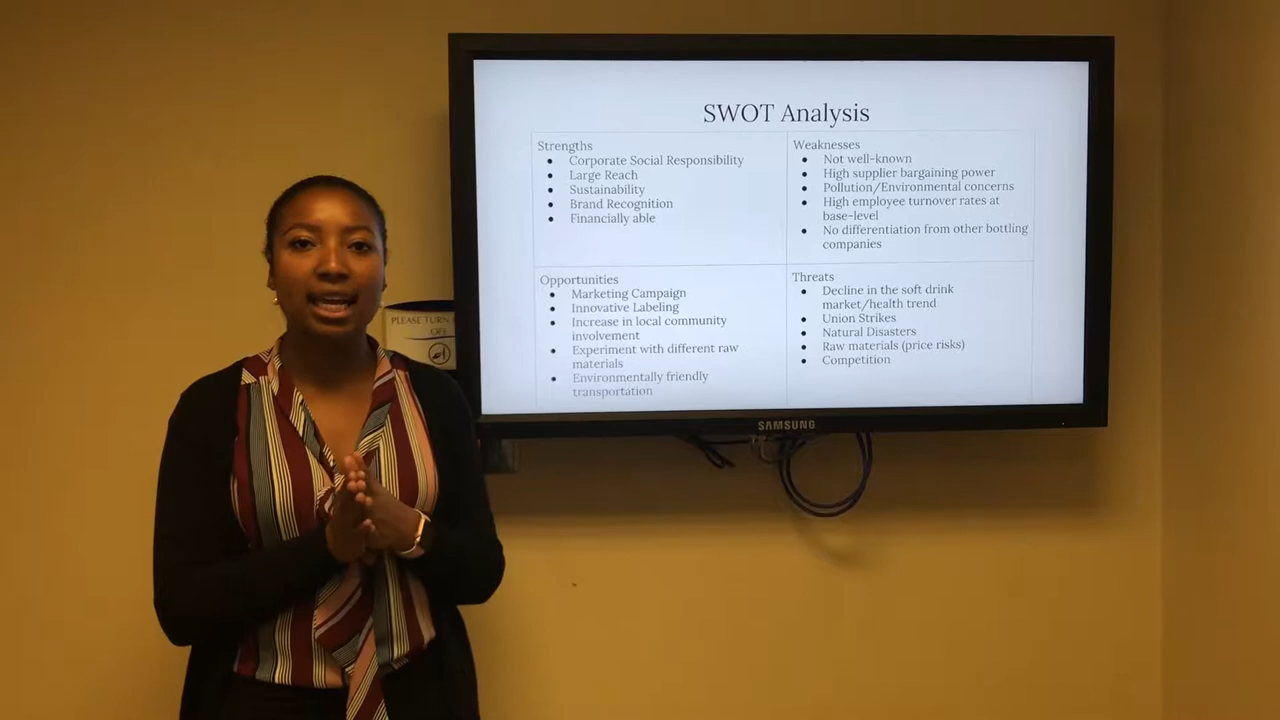 SWOT Analysis
Strengths
● Corporate Social Responsibility
● Large Reach
● Sustainability
● Brand Recognition
● Financially able
Weaknesses
● Not well-known
● High supplier bargaining power
● Pollution/Environmental concerns
● High employee turnover rates at
base-level
● No differentiation from other bottling
companies
Opportunities
● Marketing Campaign
● Innovative Labeling
● Increase in local community
involvement
● Experiment with different raw
materials
● Environmentally friendly
transportation
Threats
● Decline in the soft drink
market/health trend
● Union Strikes
● Natural Disasters
● Raw materials (price risks)
● Competition
SAMSUNG
PLEASE TURN
OFF